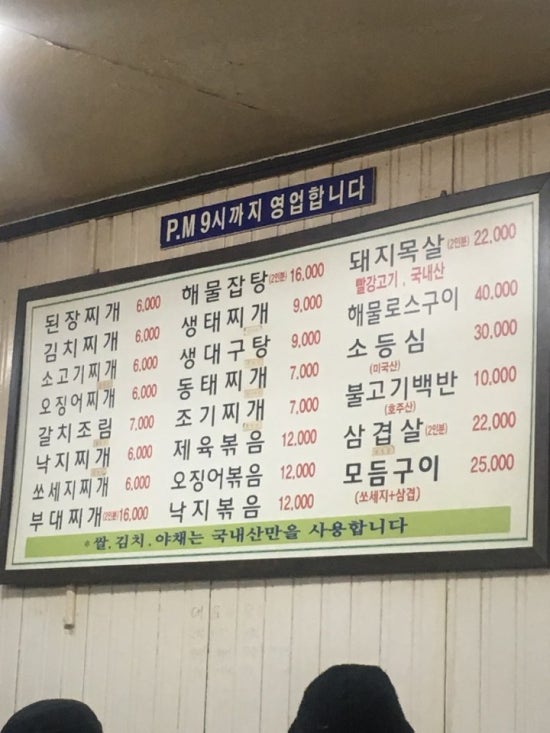 P.M 9시까지 영업합니다
된장찌개 6,000
김치찌개 6,000
소고기찌개 6,000
오징어찌개 6,000
갈치조림 7,000
낙지찌개 6,000
쏘세지찌개 6,000
부대찌개(2인분) 16,000
해물잡탕(2인분) 16,000
생태찌개 9,000
생대구탕 9,000
동태찌개 7,000
조기찌개 7,000
제육볶음 12,000
오징어볶음 12,000
낙지볶음 12,000
돼지목살(2인분) 22,000
빨강고기 . 국내산
해물로스구이 40,000
소등심 30,000
(미국산)
불고기백반 10,000
(호주산)
삼겹살(2인분) 22,000
모듬구이 25,000
(쏘세지+삼겹)
*쌀.김치.야채는 국내산만을 사용합니다